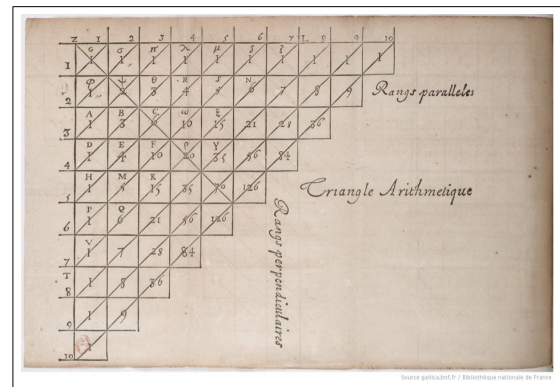 Z 1 2 3 4 5 6 7 L 8 9 10
G σ π λ μ δ ζ
1 1 1 1 1 1 1 1 1 1 1
φ ψ θ R S N
2 1 2 3 4 5 6 7 8 9
Rangs paralleles
A B C ω ξ
3 1 3 6 10 15 21 28 36
D E F ρ Y
4 1 4 10 20 35 56 84
H M K
5 1 5 15 35 70 126
Triangle Arithmetique
P Q
6 1 6 21 56 126
Rangs perpendiculaires
V
7 1 7 28 84
T
8 1 8 36
9 1 9
10 1
Source gallica.bnf.fr / Bibliothèque nationale de France